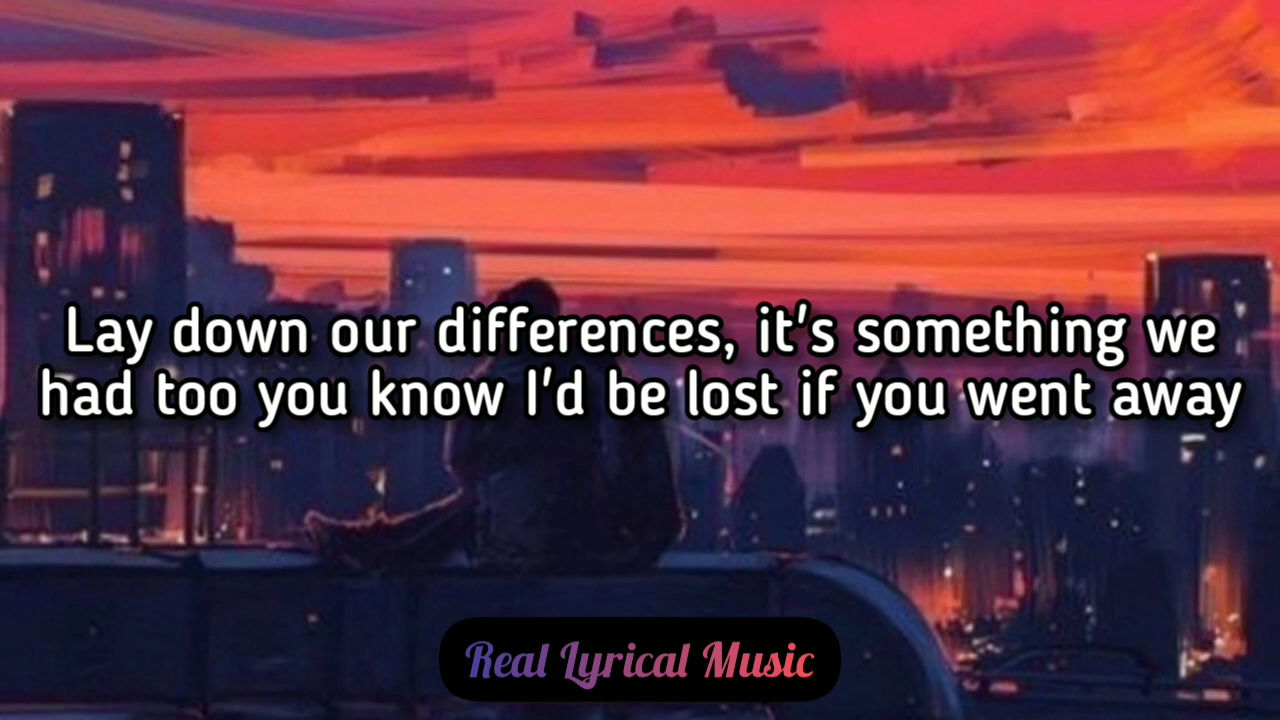 Lay down our differences, it's something we
had too you know I'd be lost if you went away
Real Lyrical Music